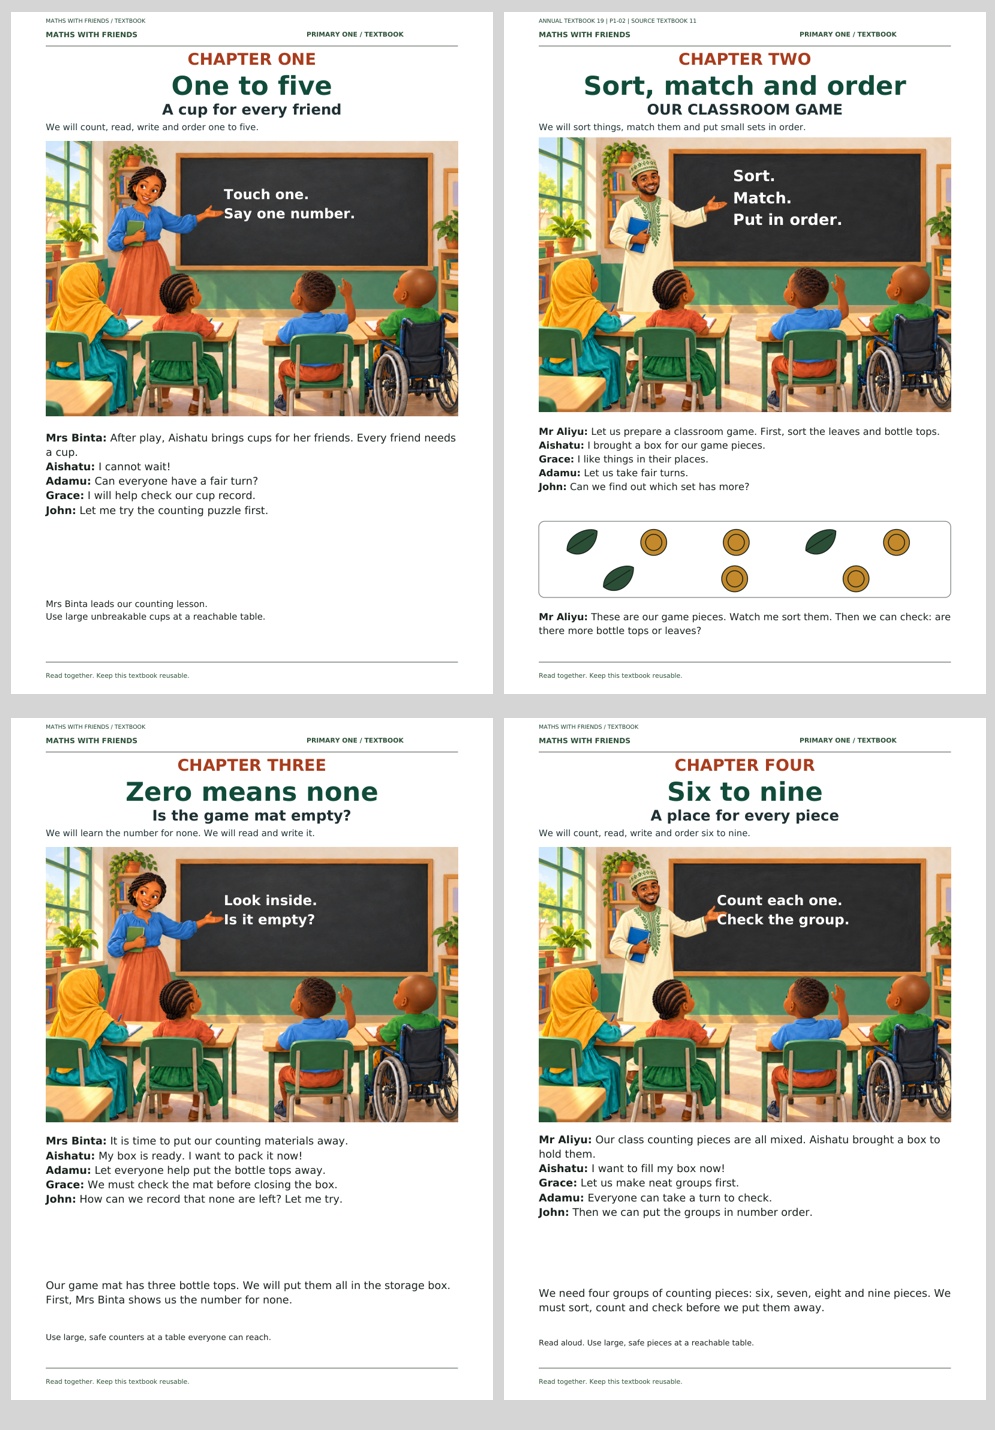 MATHS WITH FRIENDS / TEXTBOOK
MATHS WITH FRIENDS
PRIMARY ONE / TEXTBOOK
CHAPTER ONE
One to five
A cup for every friend
We will count, read, write and order one to five.
Touch one.
Say one number.
Mrs Binta: After play, Aishatu brings cups for her friends. Every friend needs
a cup.
Aishatu: I cannot wait!
Adamu: Can everyone have a fair turn?
Grace: I will help check our cup record.
John: Let me try the counting puzzle first.
Mrs Binta leads our counting lesson.
Use large unbreakable cups at a reachable table.
Read together. Keep this textbook reusable.
ANNUAL TEXTBOOK 19 | P1-02 | SOURCE TEXTBOOK 11
MATHS WITH FRIENDS
PRIMARY ONE / TEXTBOOK
CHAPTER TWO
Sort, match and order
OUR CLASSROOM GAME
We will sort things, match them and put small sets in order.
Sort.
Match.
Put in order.
Mr Aliyu: Let us prepare a classroom game. First, sort the leaves and bottle tops.
Aishatu: I brought a box for our game pieces.
Grace: I like things in their places.
Adamu: Let us take fair turns.
John: Can we find out which set has more?
Mr Aliyu: These are our game pieces. Watch me sort them. Then we can check: are
there more bottle tops or leaves?
Read together. Keep this textbook reusable.
MATHS WITH FRIENDS / TEXTBOOK
MATHS WITH FRIENDS
PRIMARY ONE / TEXTBOOK
CHAPTER THREE
Zero means none
Is the game mat empty?
We will learn the number for none. We will read and write it.
Look inside.
Is it empty?
Mrs Binta: It is time to put our counting materials away.
Aishatu: My box is ready. I want to pack it now!
Adamu: Let everyone help put the bottle tops away.
Grace: We must check the mat before closing the box.
John: How can we record that none are left? Let me try.
Our game mat has three bottle tops. We will put them all in the storage box.
First, Mrs Binta shows us the number for none.
Use large, safe counters at a table everyone can reach.
Read together. Keep this textbook reusable.
MATHS WITH FRIENDS / TEXTBOOK
MATHS WITH FRIENDS
PRIMARY ONE / TEXTBOOK
CHAPTER FOUR
Six to nine
A place for every piece
We will count, read, write and order six to nine.
Count each one.
Check the group.
Mr Aliyu: Our class counting pieces are all mixed. Aishatu brought a box to
hold them.
Aishatu: I want to fill my box now!
Grace: Let us make neat groups first.
Adamu: Everyone can take a turn to check.
John: Then we can put the groups in number order.
We need four groups of counting pieces: six, seven, eight and nine pieces. We
must sort, count and check before we put them away.
Read aloud. Use large, safe pieces at a reachable table.
Read together. Keep this textbook reusable.